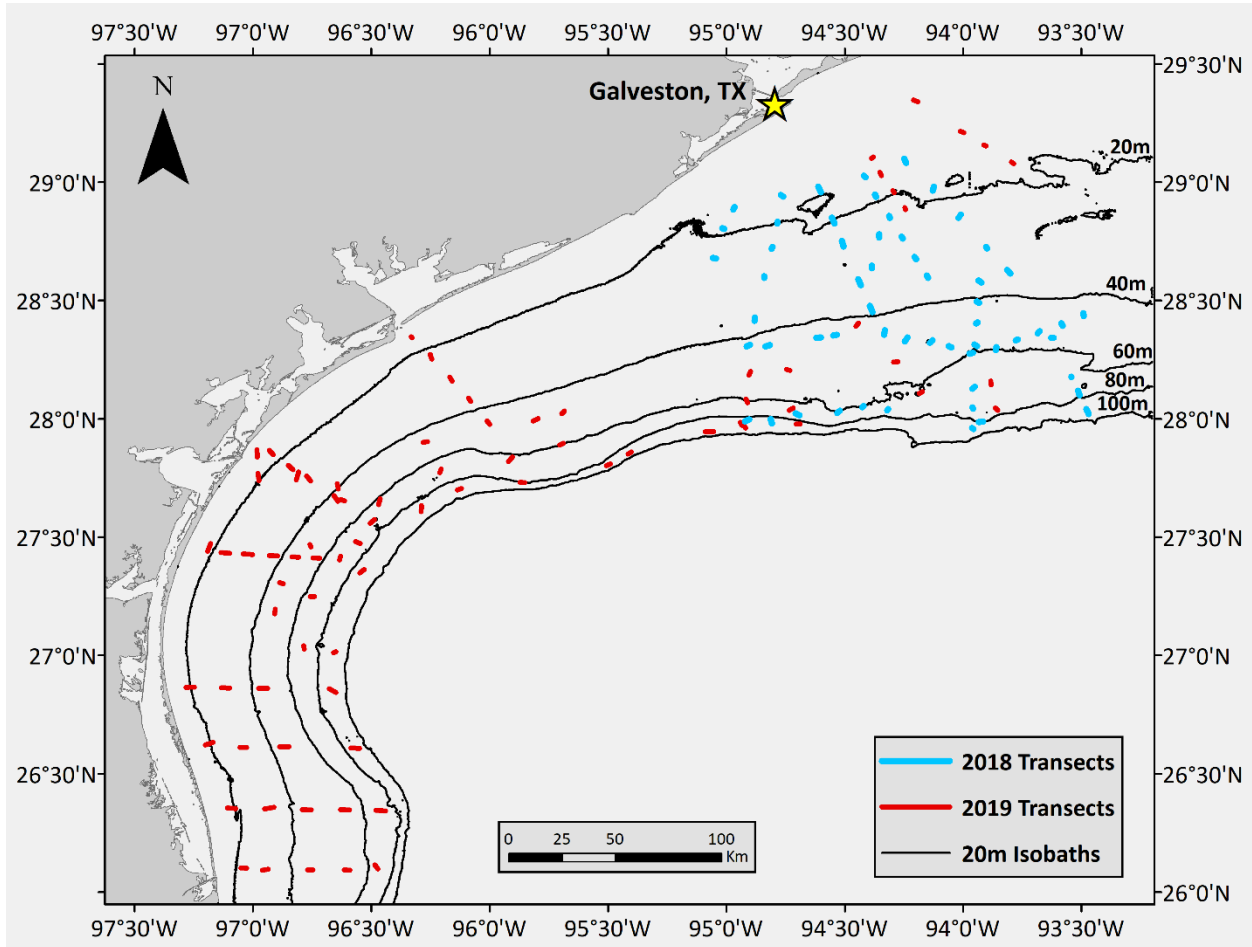 97°30'W 97°0'W 96°30'W 96°0'W 95°30'W 95°0'W 94°30'W 94°0'W 93°30'W
29°30'N
N
Galveston, TX
20m
29°0'N 29°0'N
28°30'N 40m 28°30'N
60m
80m
100m
28°0'N 28°0'N
27°30'N 27°30'N
27°0'N 27°0'N
26°30'N 26°30'N
2018 Transects
2019 Transects
20m Isobaths
0 25 50 100
Km
26°0'N 26°0'N
97°30'W 97°0'W 96°30'W 96°0'W 95°30'W 95°0'W 94°30'W 94°0'W 93°30'W